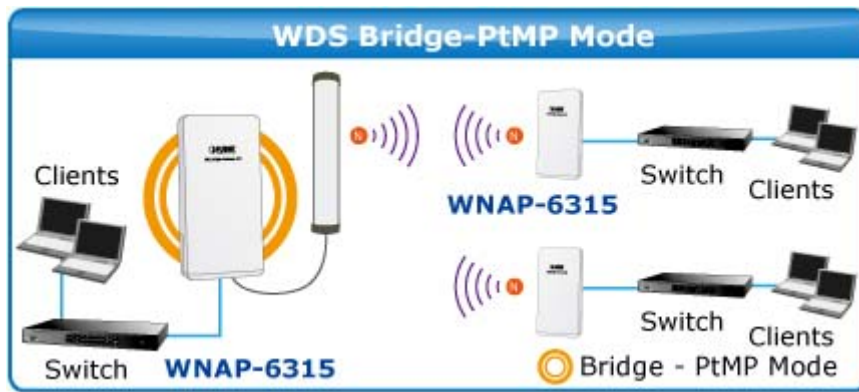 WDS Bridge-PtMP Mode
Clients
WNAP-6315
Switch
N
N
WNAP-6315
Switch
Clients
N
Switch
Clients
Bridge - PtMP Mode